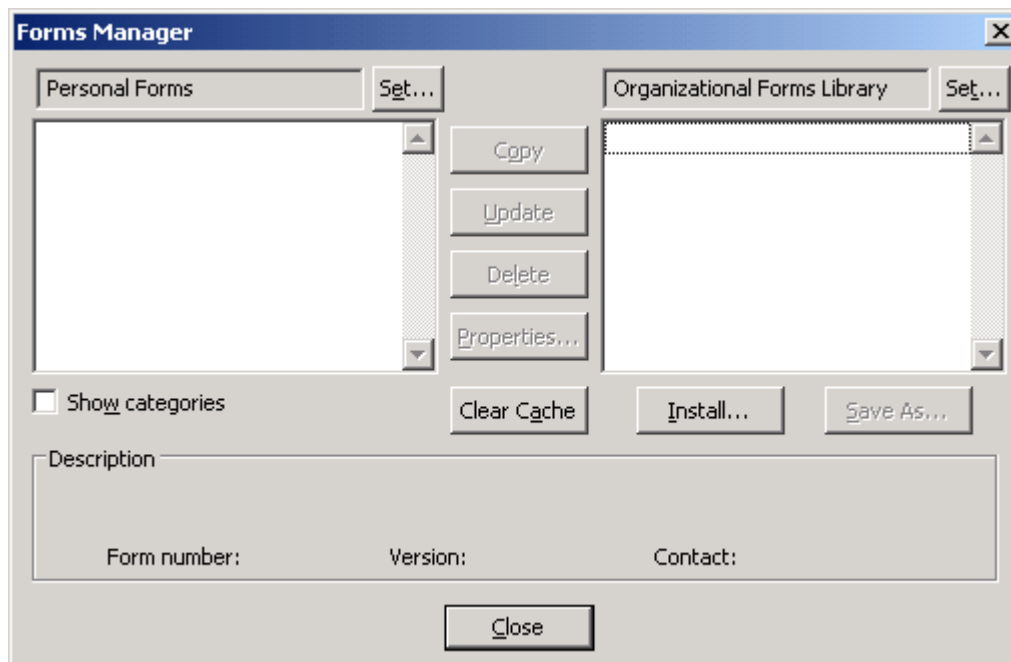 Forms Manager
Personal Forms
Set...
Organizational Forms Library
Set...
Copy
Update
Delete
Properties...
Show categories
Clear Cache
Install...
Save As...
Description
Form number:
Version:
Contact:
Close